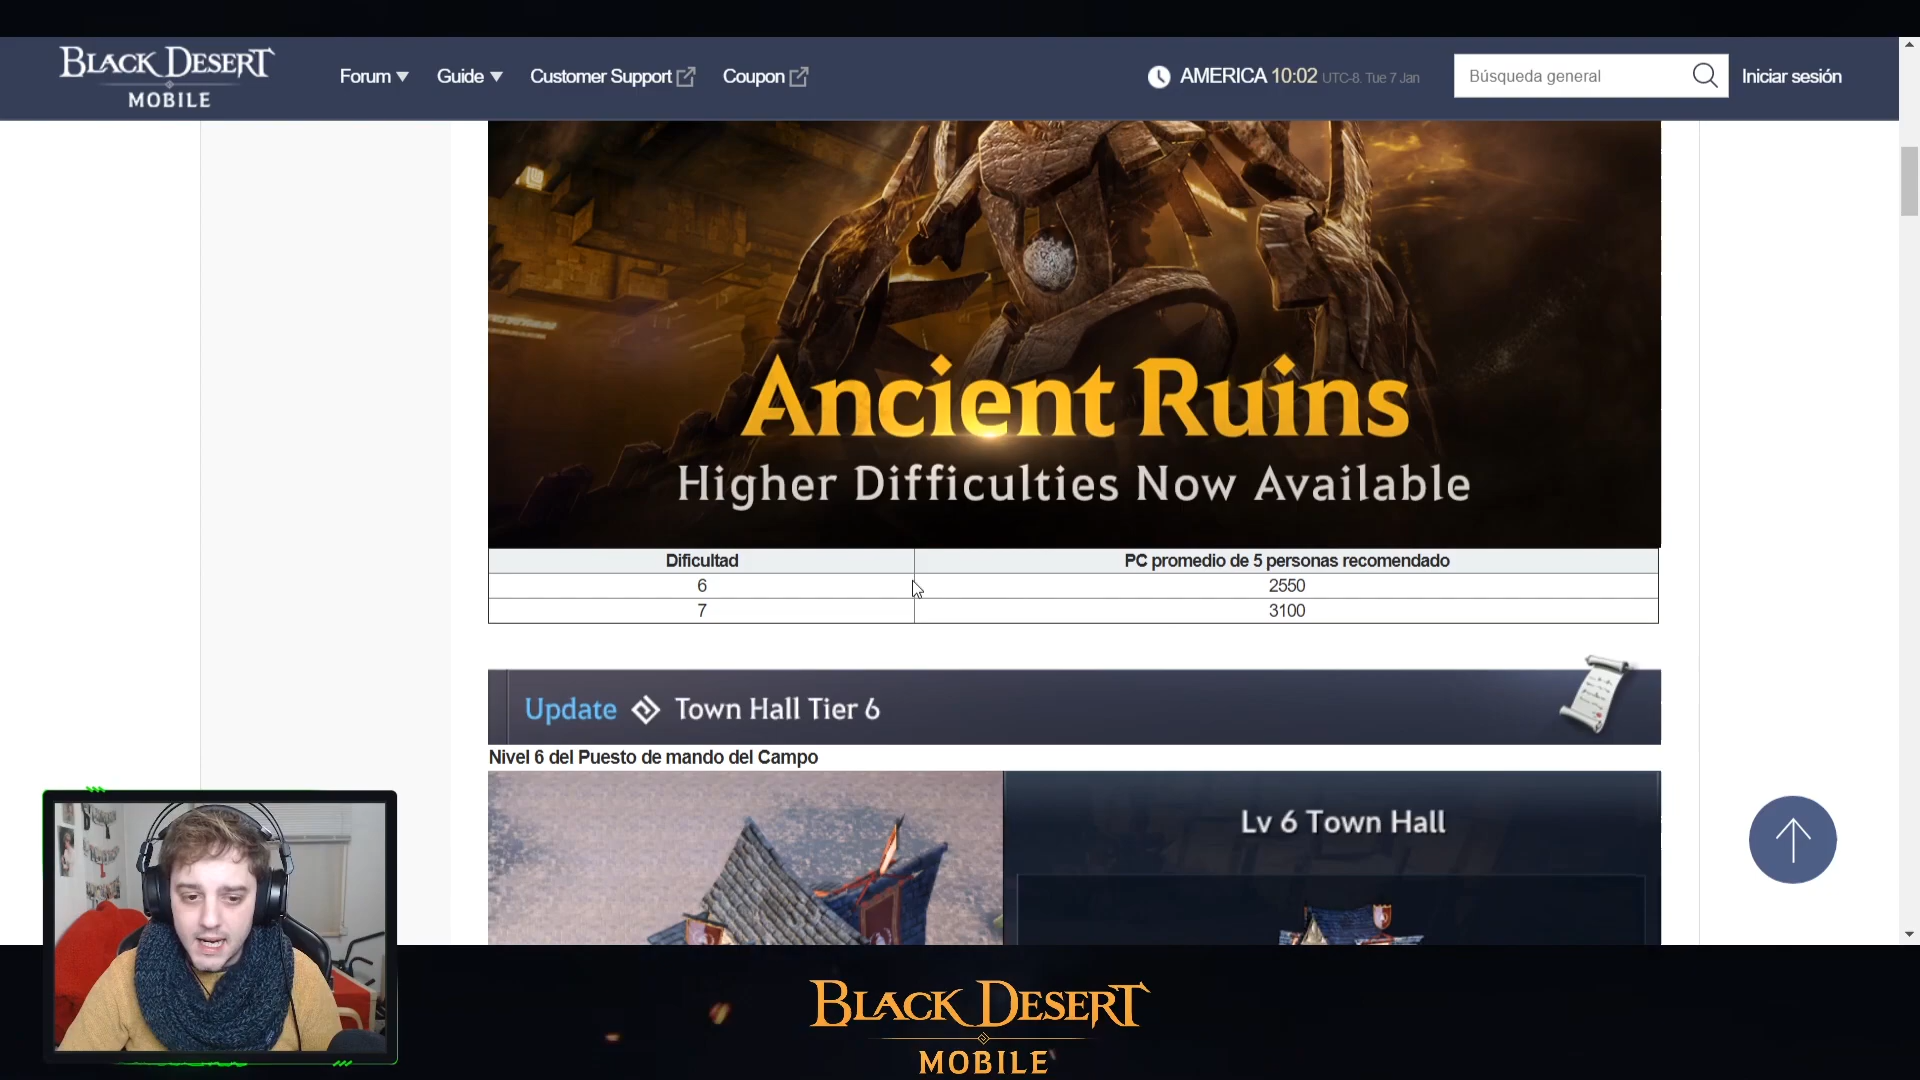 BLACK DESERT
MOBILE
Forum ▼
Guide ▼
Customer Support
Coupon
AMERICA 10:02 UTC-8. Tue 7 Jan
Búsqueda general
Iniciar sesión
Ancient Ruins
Higher Difficulties Now Available
Dificultad PC promedio de 5 personas recomendado
6 2550
7 3100
Update Town Hall Tier 6
Nivel 6 del Puesto de mando del Campo
Lv 6 Town Hall
BLACK DESERT
MOBILE